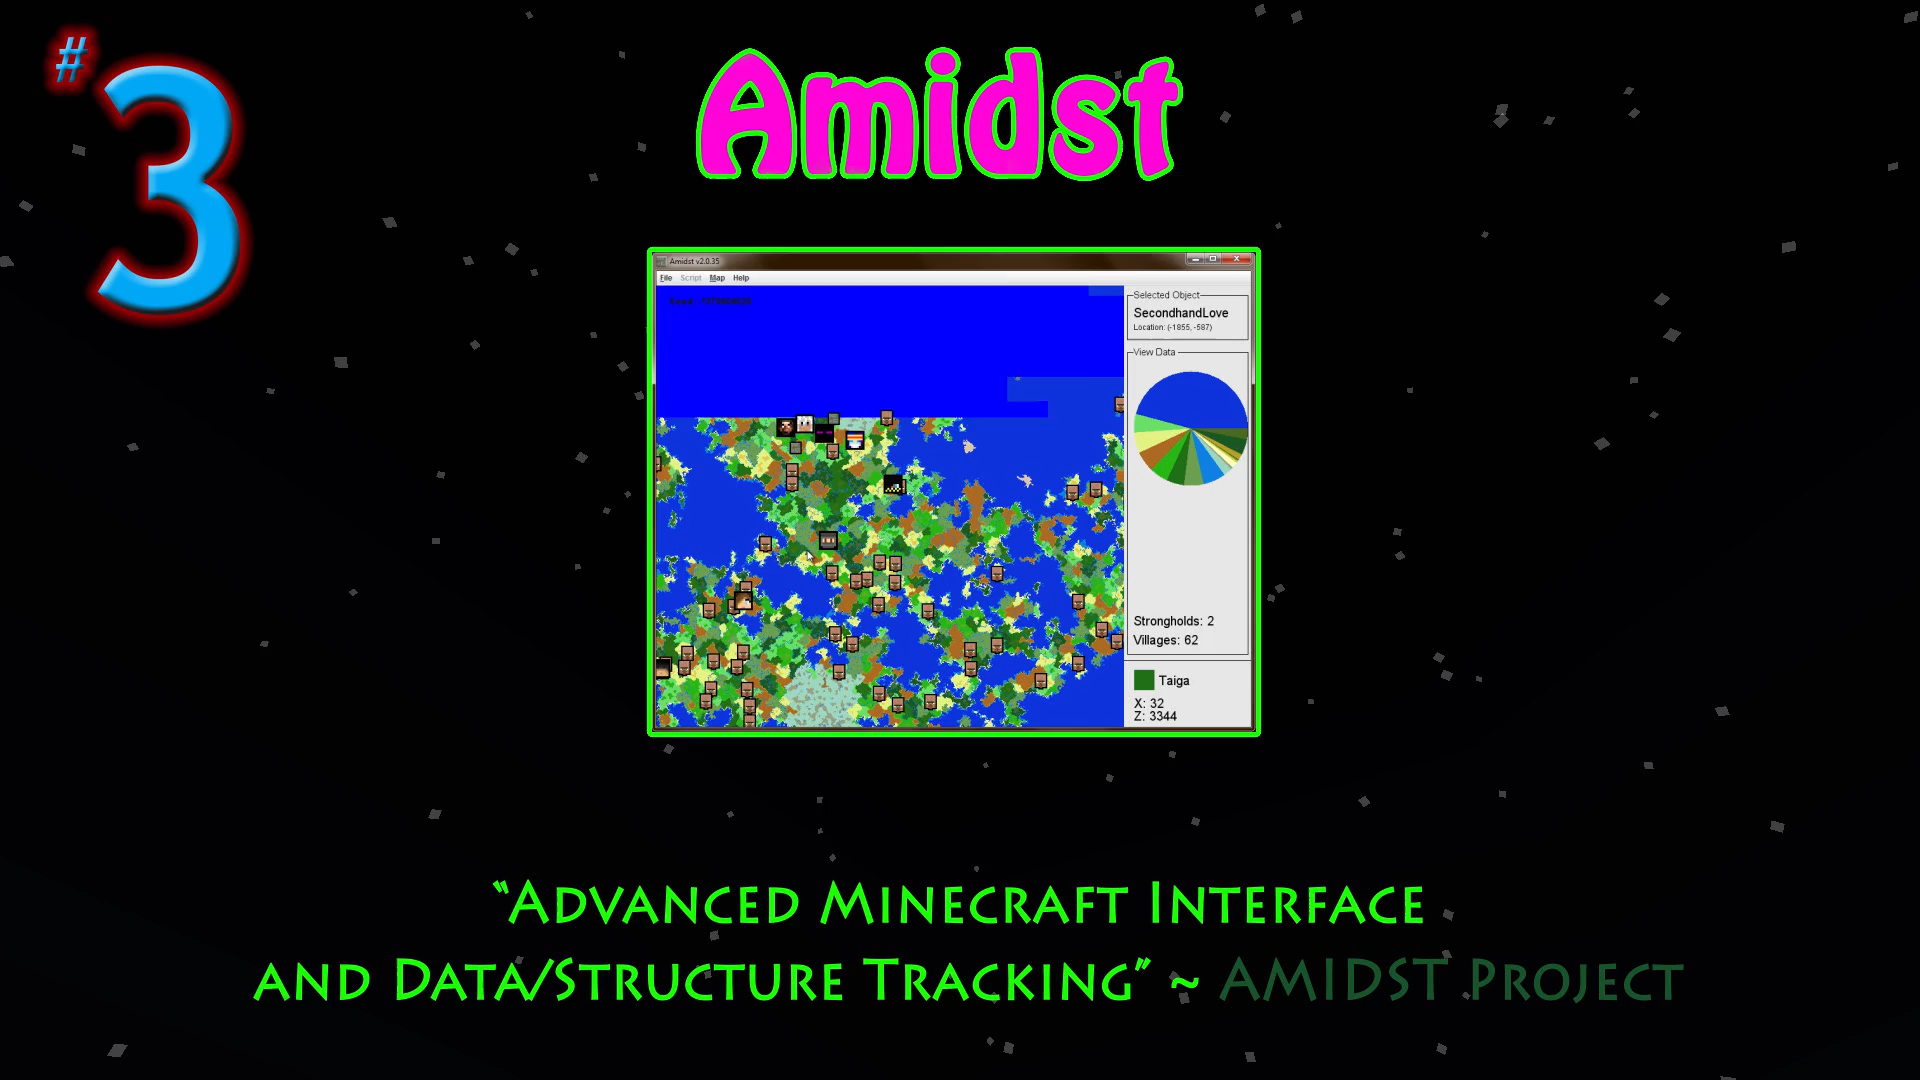 #3
Amidst
Amidst v2.0.35
File Script Map Help
Selected Object
SecondhandLove
Location: (-1855, -587)
View Data
Strongholds: 2
Villages: 62
Taiga
X: 32
Z: 3344
"Advanced Minecraft Interface
and Data/Structure Tracking" ~ AMIDST Project